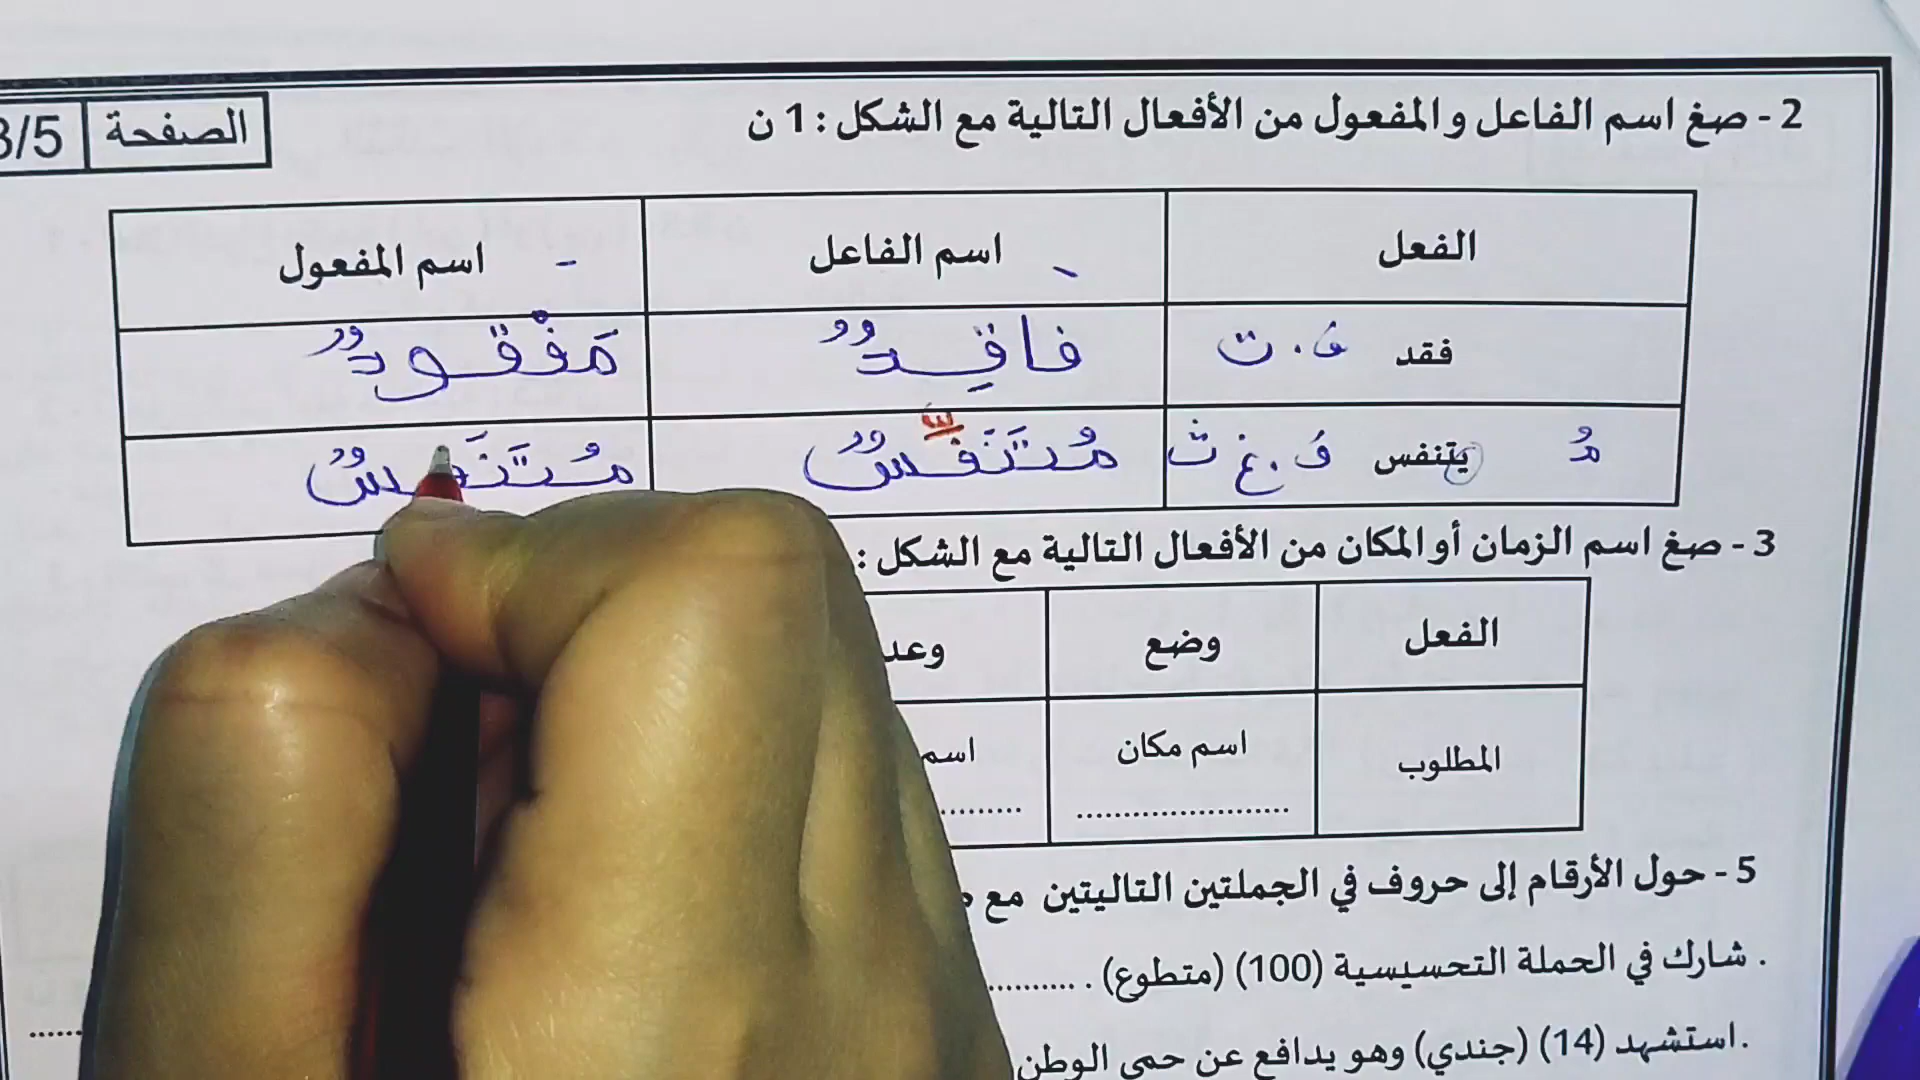 2 - صغ اسم الفاعل و المفعول من الأفعال التالية مع الشكل : 1 ن
الصفحة 3/5
الفعل اسم الفاعل اسم المفعول
فقد ف . ث فَاقِدٌ مَفْقُودٌ
يتنفس مُ ف . غ ث مُتَنَفِّسٌ
3 - صغ اسم الزمان أو المكان من الأفعال التالية مع الشكل :
الفعل وضع وعد
المطلوب اسم مكان اسم
5 - حول الأرقام إلى حروف في الجملتين التاليتين مع
. شارك في الحملة التحسيسية (100) (متطوع) . ..........
.استشهد (14) (جندي) وهو يدافع عن حمى الوطن